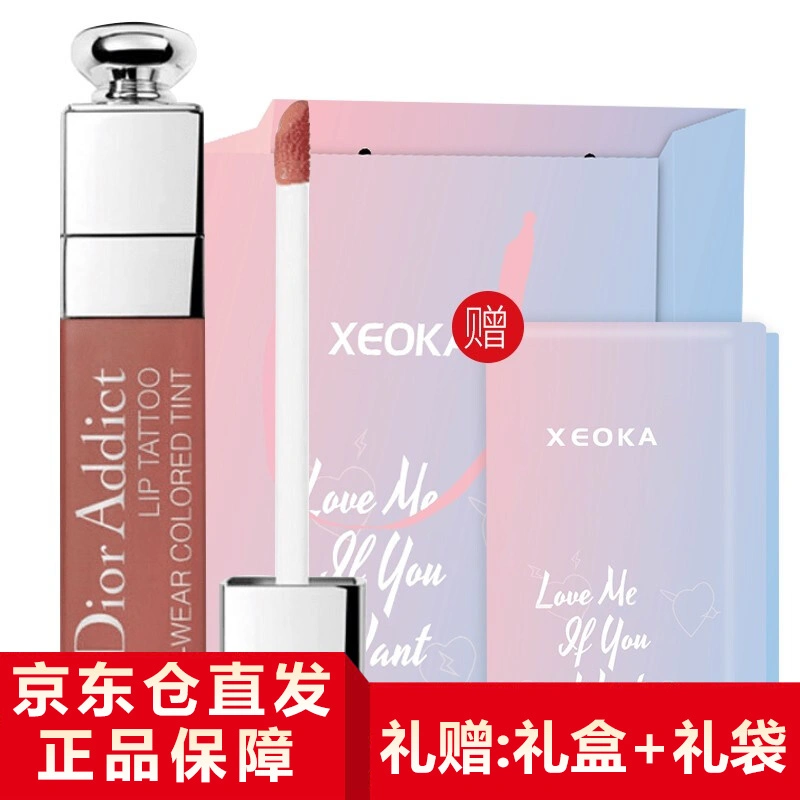 Dior Addict
LIP TATTOO
-WEAR COLORED TINT
XEOKA
赠
Love Me
If You
Want
XEOKA
Love Me
If You
京东仓直发
正品保障
礼赠:礼盒+礼袋